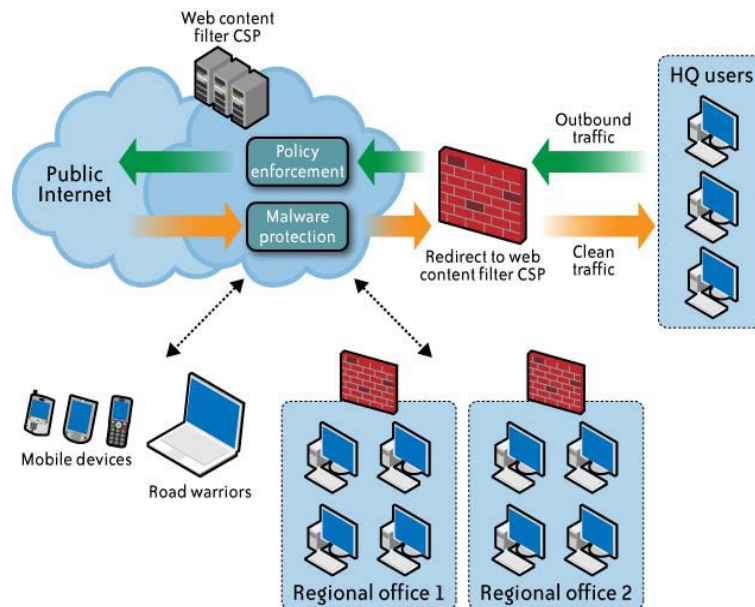 Web content
filter CSP
HQ users
Outbound
traffic
Policy
enforcement
Public
Internet
Malware
protection
Redirect to web
content filter CSP
Clean
traffic
Mobile devices
Road warriors
Regional office 1
Regional office 2